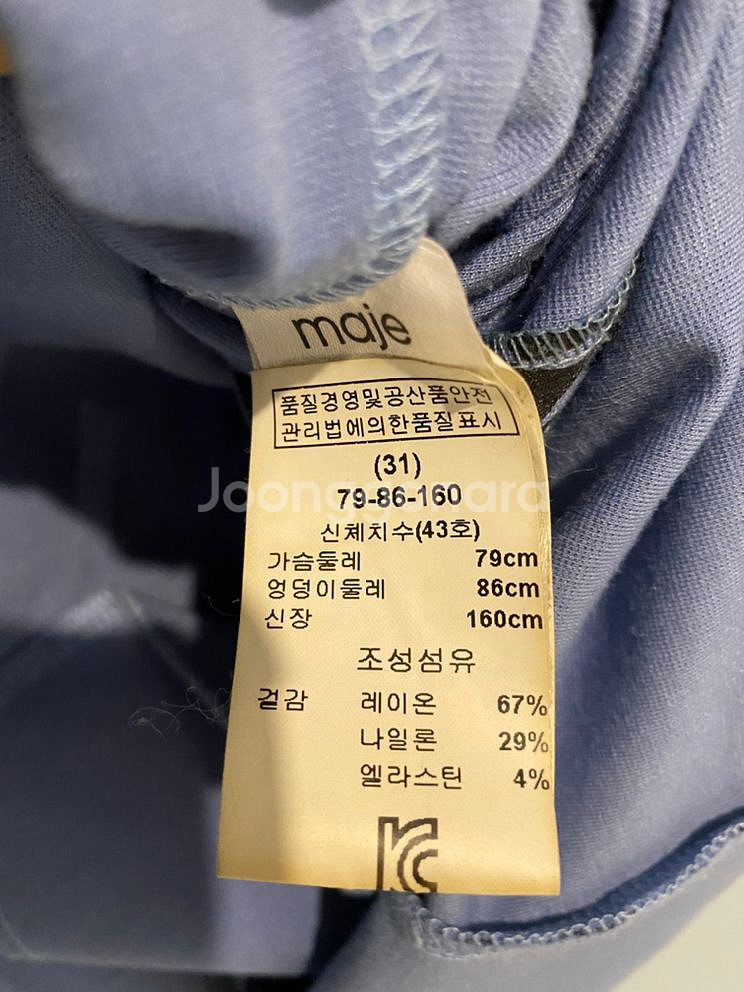 maje
품질경영및공산품안전
관리법에의한품질표시
(31)
Joonggonara
79-86-160
신체치수(43호)
가슴둘레 79cm
엉덩이둘레 86cm
신장 160cm
조성섬유
겉감 레이온 67%
나일론 29%
엘라스틴 4%
KC